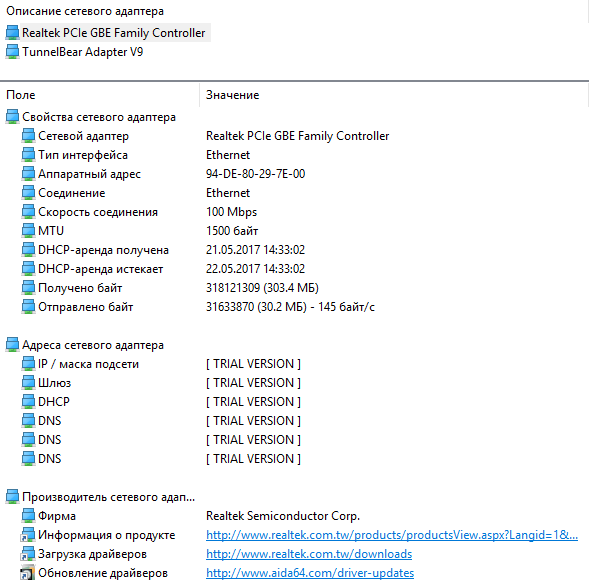 Описание сетевого адаптера
Realtek PCIe GBE Family Controller
TunnelBear Adapter V9
Поле Значение
Свойства сетевого адаптера
Сетевой адаптер Realtek PCIe GBE Family Controller
Тип интерфейса Ethernet
Аппаратный адрес 94-DE-80-29-7E-00
Соединение Ethernet
Скорость соединения 100 Mbps
MTU 1500 байт
DHCP-аренда получена 21.05.2017 14:33:02
DHCP-аренда истекает 22.05.2017 14:33:02
Получено байт 318121309 (303.4 МБ)
Отправлено байт 31633870 (30.2 МБ) - 145 байт/с
Адреса сетевого адаптера
IP / маска подсети [ TRIAL VERSION ]
Шлюз [ TRIAL VERSION ]
DHCP [ TRIAL VERSION ]
DNS [ TRIAL VERSION ]
DNS [ TRIAL VERSION ]
DNS [ TRIAL VERSION ]
Производитель сетевого адап...
Фирма Realtek Semiconductor Corp.
Информация о продукте http://www.realtek.com.tw/products/productsView.aspx?Langid=1&...
Загрузка драйверов http://www.realtek.com.tw/downloads
Обновление драйверов http://www.aida64.com/driver-updates